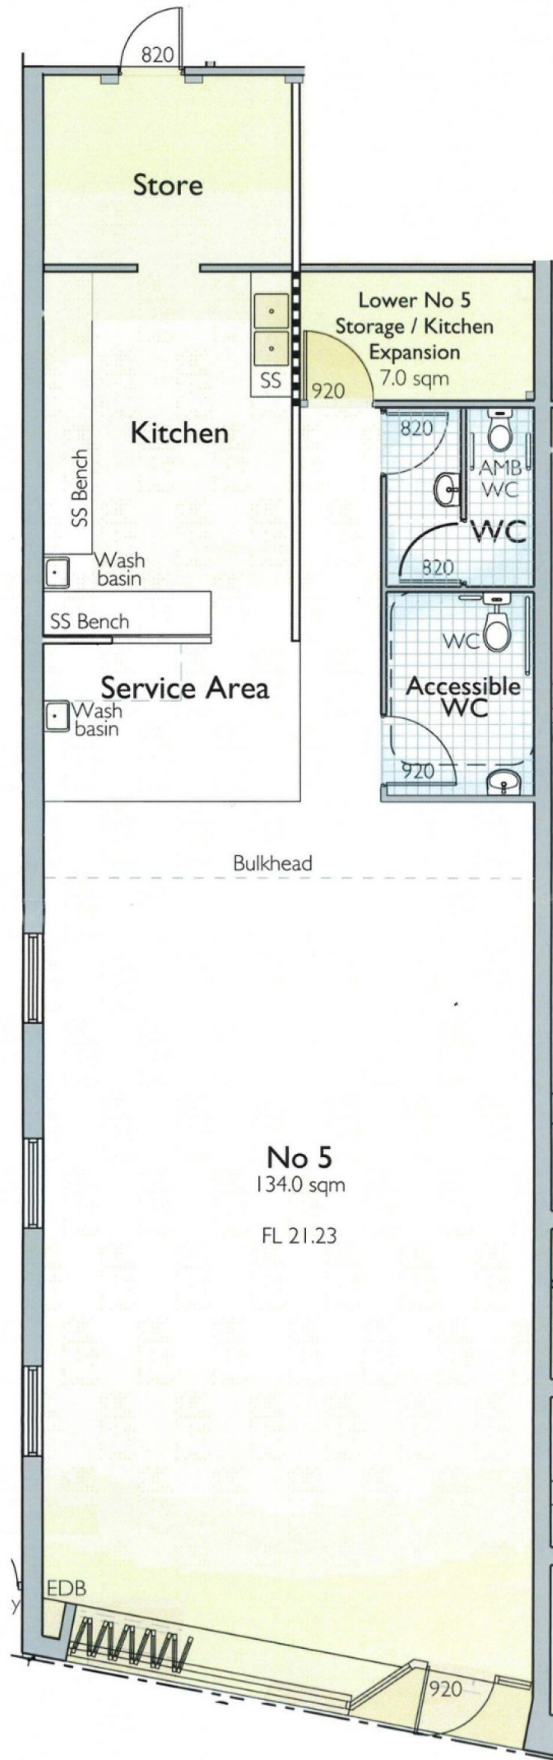 820
Store
Lower No 5
Storage / Kitchen
Expansion
7.0 sqm
SS
920
Kitchen
820
AMB
WC
WC
SS Bench
Wash
basin
820
SS Bench
WC
Service Area
Accessible
WC
Wash
basin
920
Bulkhead
No 5
134.0 sqm
FL 21.23
EDB
y
920